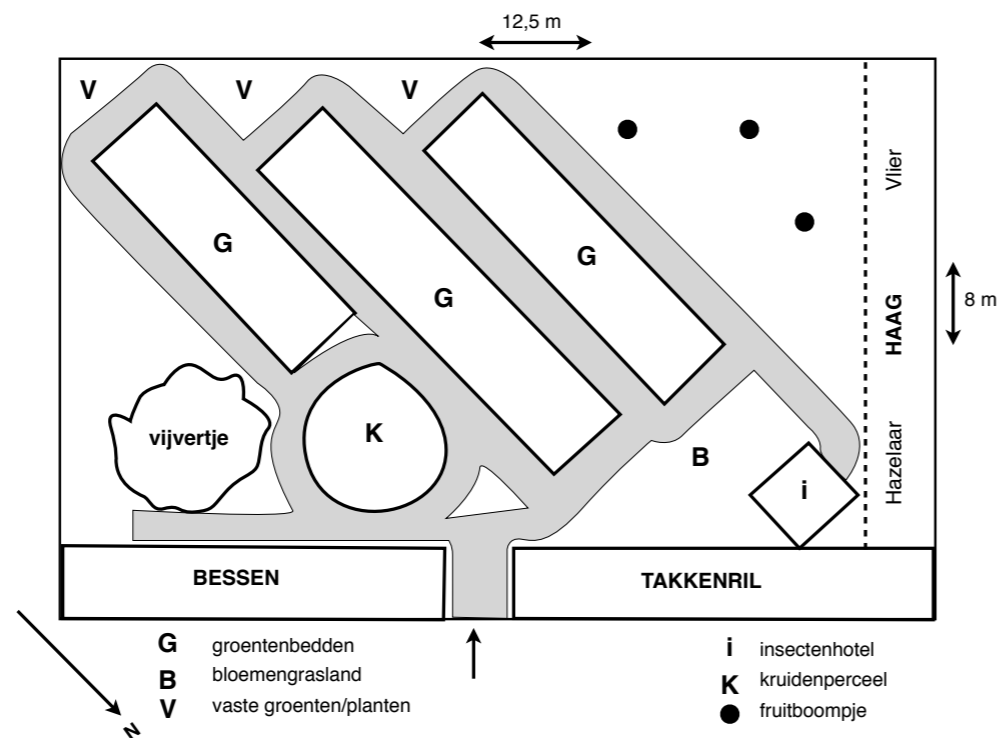 12,5 m
V
V
V
Vlier
G
G
G
8 m
HAAG
K
vijvertje
B
Hazelaar
i
BESSEN
TAKKENRIL
N
G groentenbedden
B bloemengrasland
V vaste groenten/planten
i insectenhotel
K kruidenperceel
fruitboompje